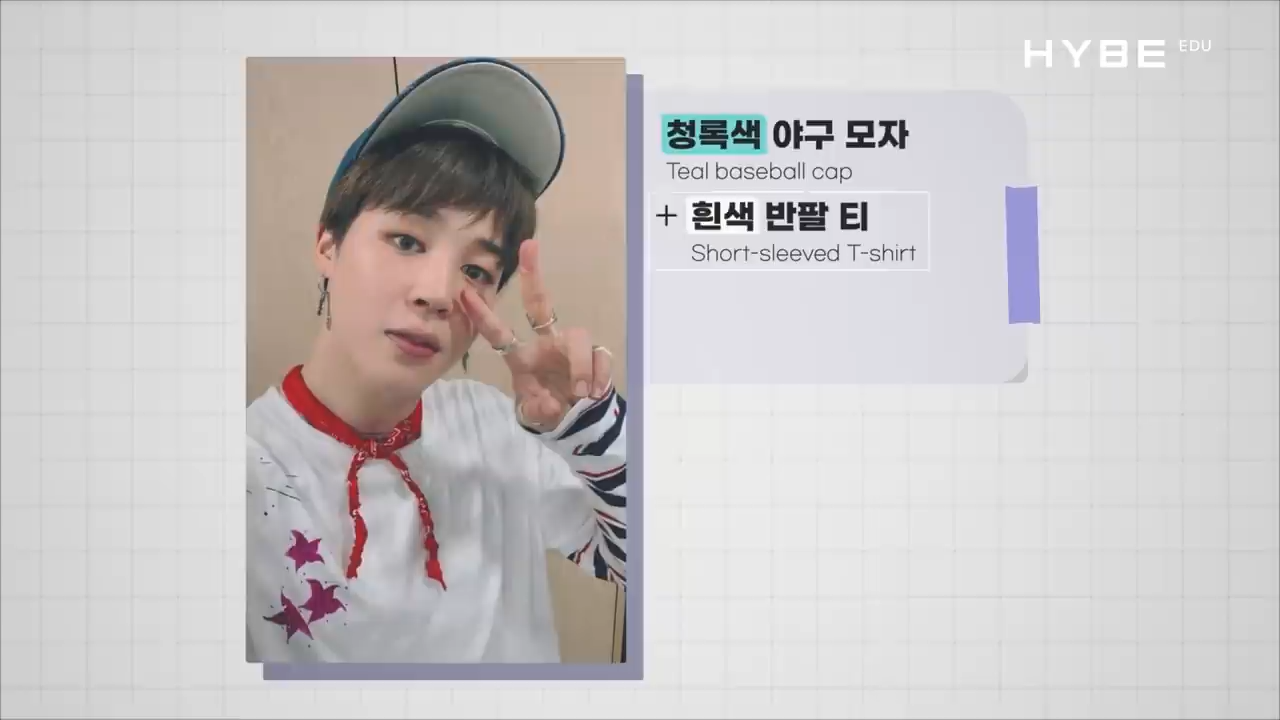 HYBE EDU
청록색 야구 모자
Teal baseball cap
+ 흰색 반팔 티
Short-sleeved T-shirt